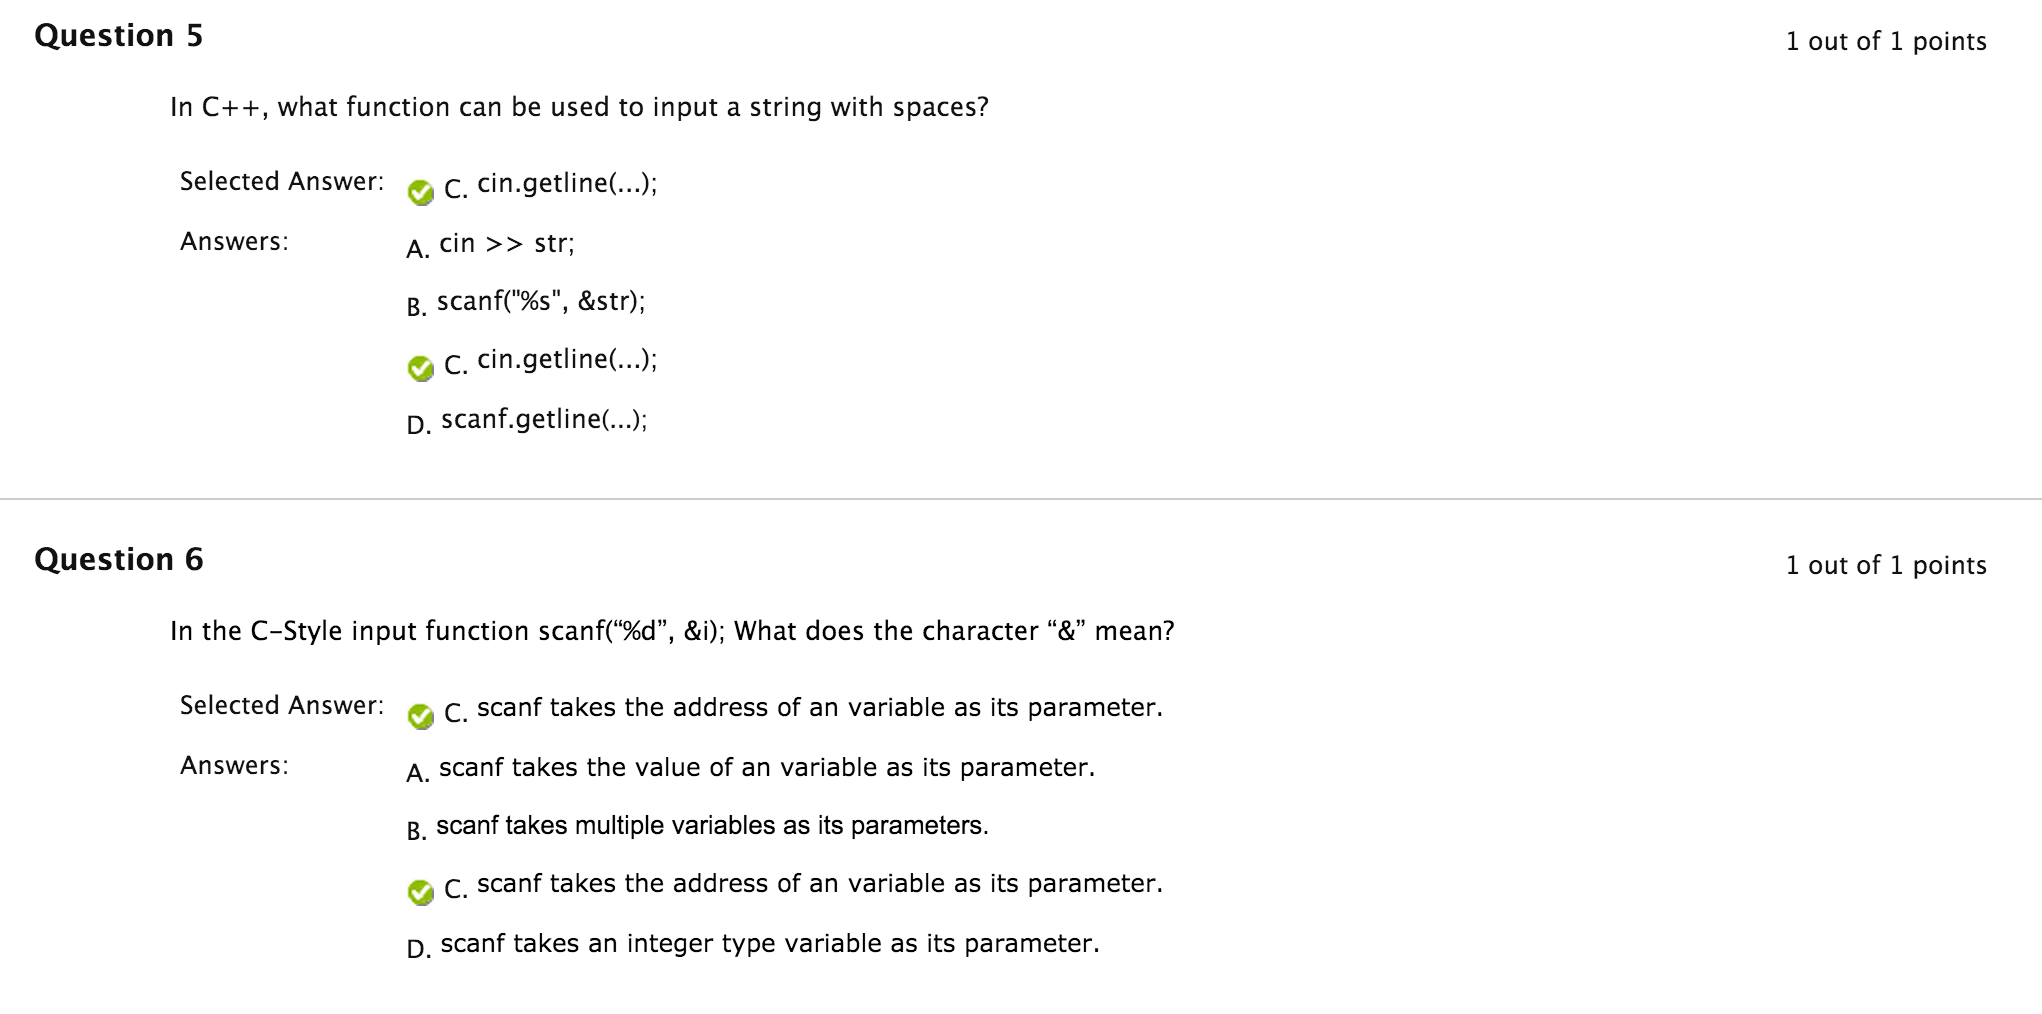 Question 5
1 out of 1 points
In C++, what function can be used to input a string with spaces?
Selected Answer: C. cin.getline(...);
Answers: A. cin >> str;
B. scanf("%s", &str);
C. cin.getline(...);
D. scanf.getline(...);
Question 6
1 out of 1 points
In the C-Style input function scanf(“%d”, &i); What does the character “&” mean?
Selected Answer: C. scanf takes the address of an variable as its parameter.
Answers: A. scanf takes the value of an variable as its parameter.
B. scanf takes multiple variables as its parameters.
C. scanf takes the address of an variable as its parameter.
D. scanf takes an integer type variable as its parameter.